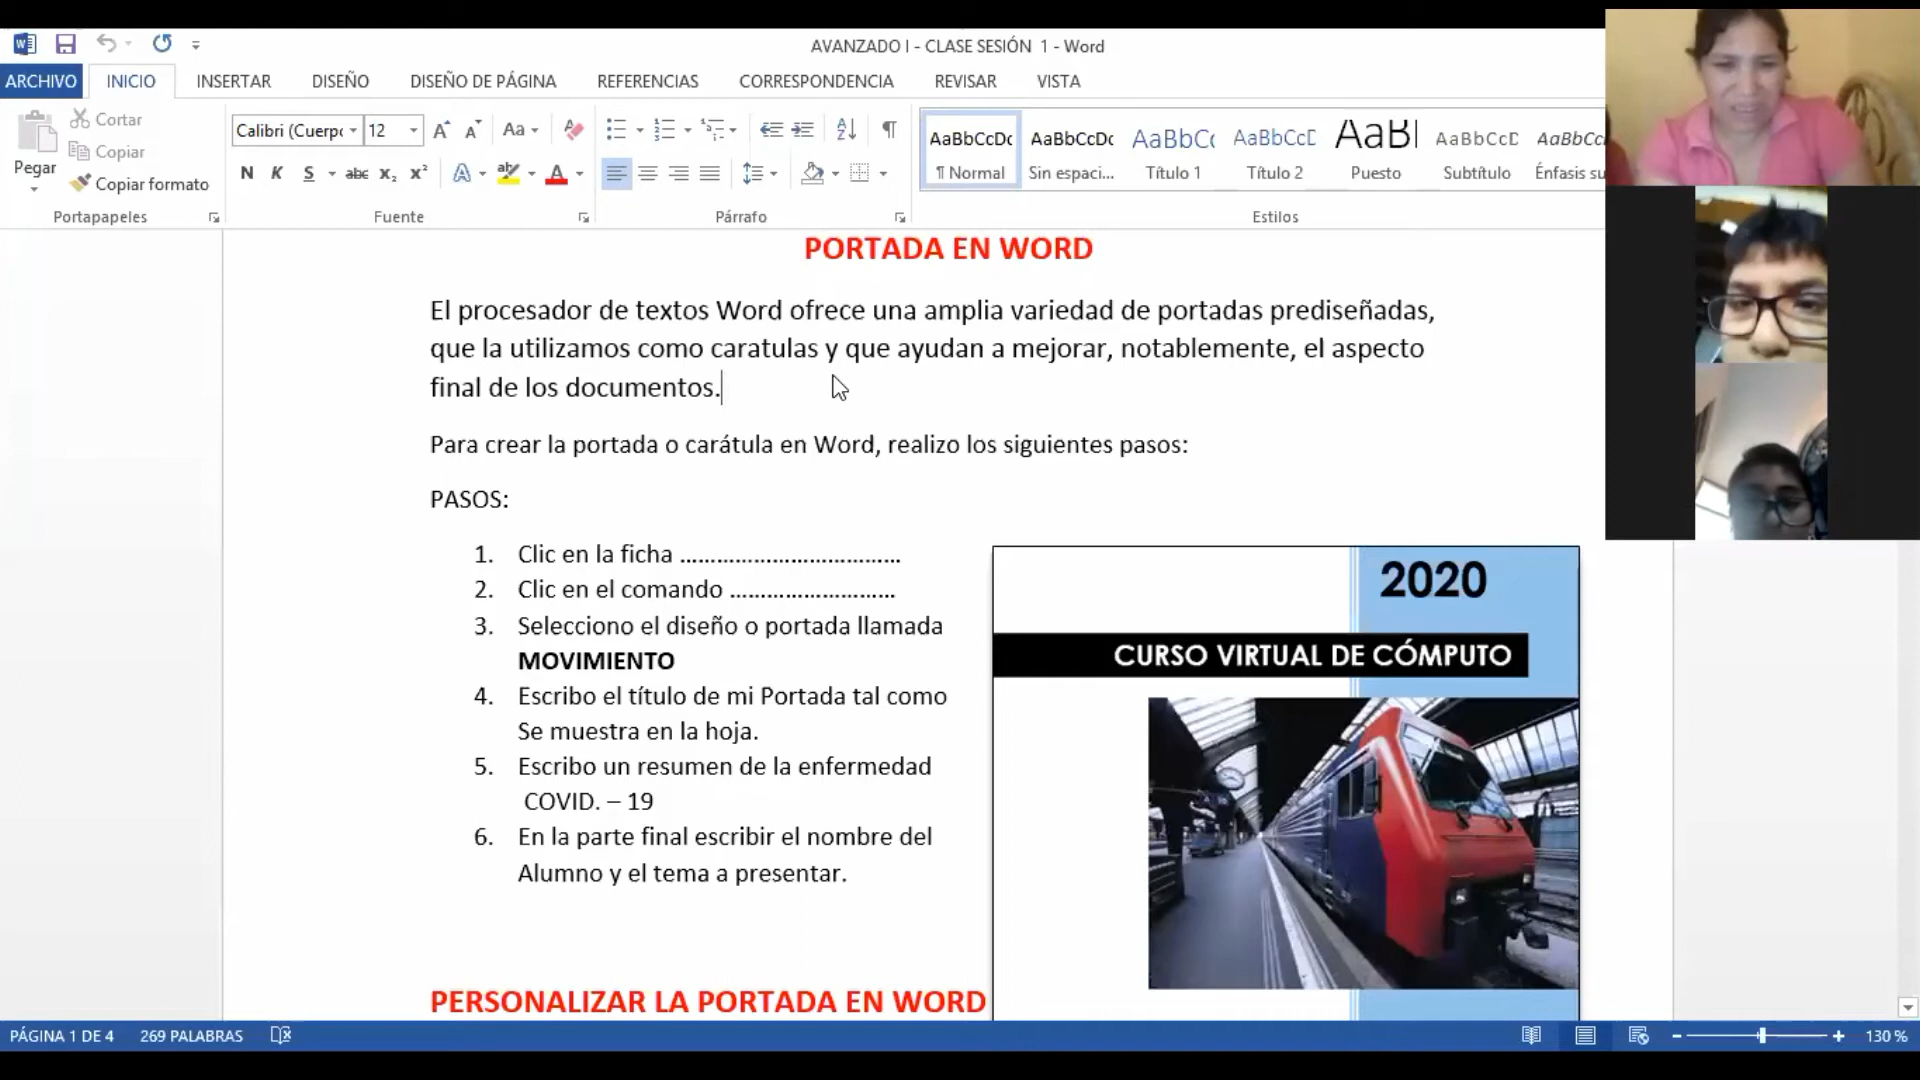 AVANZADO I - CLASE SESIÓN 1 - Word
ARCHIVO INICIO INSERTAR DISEÑO DISEÑO DE PÁGINA REFERENCIAS CORRESPONDENCIA REVISAR VISTA
Pegar
Cortar
Copiar
Copiar formato
Portapapeles
Calibri (Cuerpo 12
N K S abc x₂ x²
Fuente
Párrafo
AaBbCcDc AaBbCcDc AaBbC AaBbCcD AaB AaBbCcD AaBbCc
¶ Normal Sin espaci... Título 1 Título 2 Puesto Subtítulo Énfasis su
Estilos
PORTADA EN WORD
El procesador de textos Word ofrece una amplia variedad de portadas prediseñadas,
que la utilizamos como caratulas y que ayudan a mejorar, notablemente, el aspecto
final de los documentos.
Para crear la portada o carátula en Word, realizo los siguientes pasos:
PASOS:
1. Clic en la ficha ………………………………
2. Clic en el comando ………………………
3. Selecciono el diseño o portada llamada
MOVIMIENTO
4. Escribo el título de mi Portada tal como
Se muestra en la hoja.
5. Escribo un resumen de la enfermedad
COVID. – 19
6. En la parte final escribir el nombre del
Alumno y el tema a presentar.
2020
CURSO VIRTUAL DE CÓMPUTO
PERSONALIZAR LA PORTADA EN WORD
PÁGINA 1 DE 4 269 PALABRAS 130 %